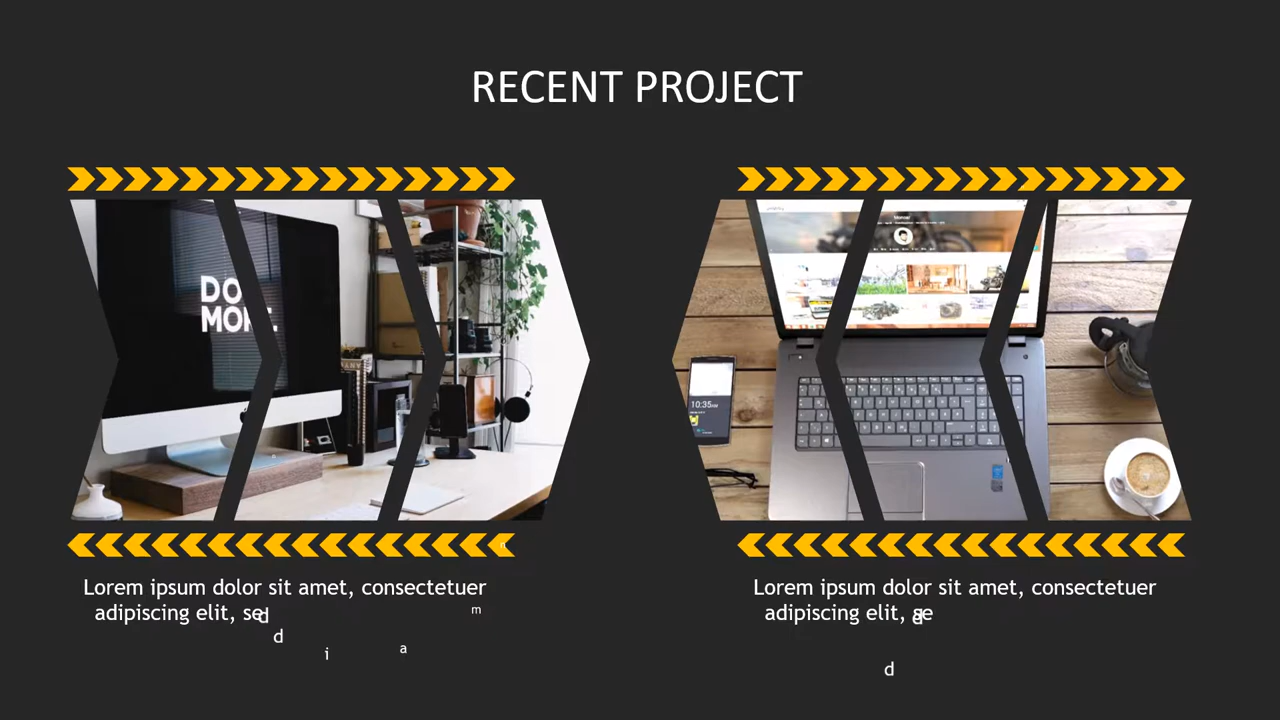 RECENT PROJECT
DO
MORE
10:35
Lorem ipsum dolor sit amet, consectetuer
adipiscing elit, sed
d
i
a
m
n
Lorem ipsum dolor sit amet, consectetuer
adipiscing elit, se
d